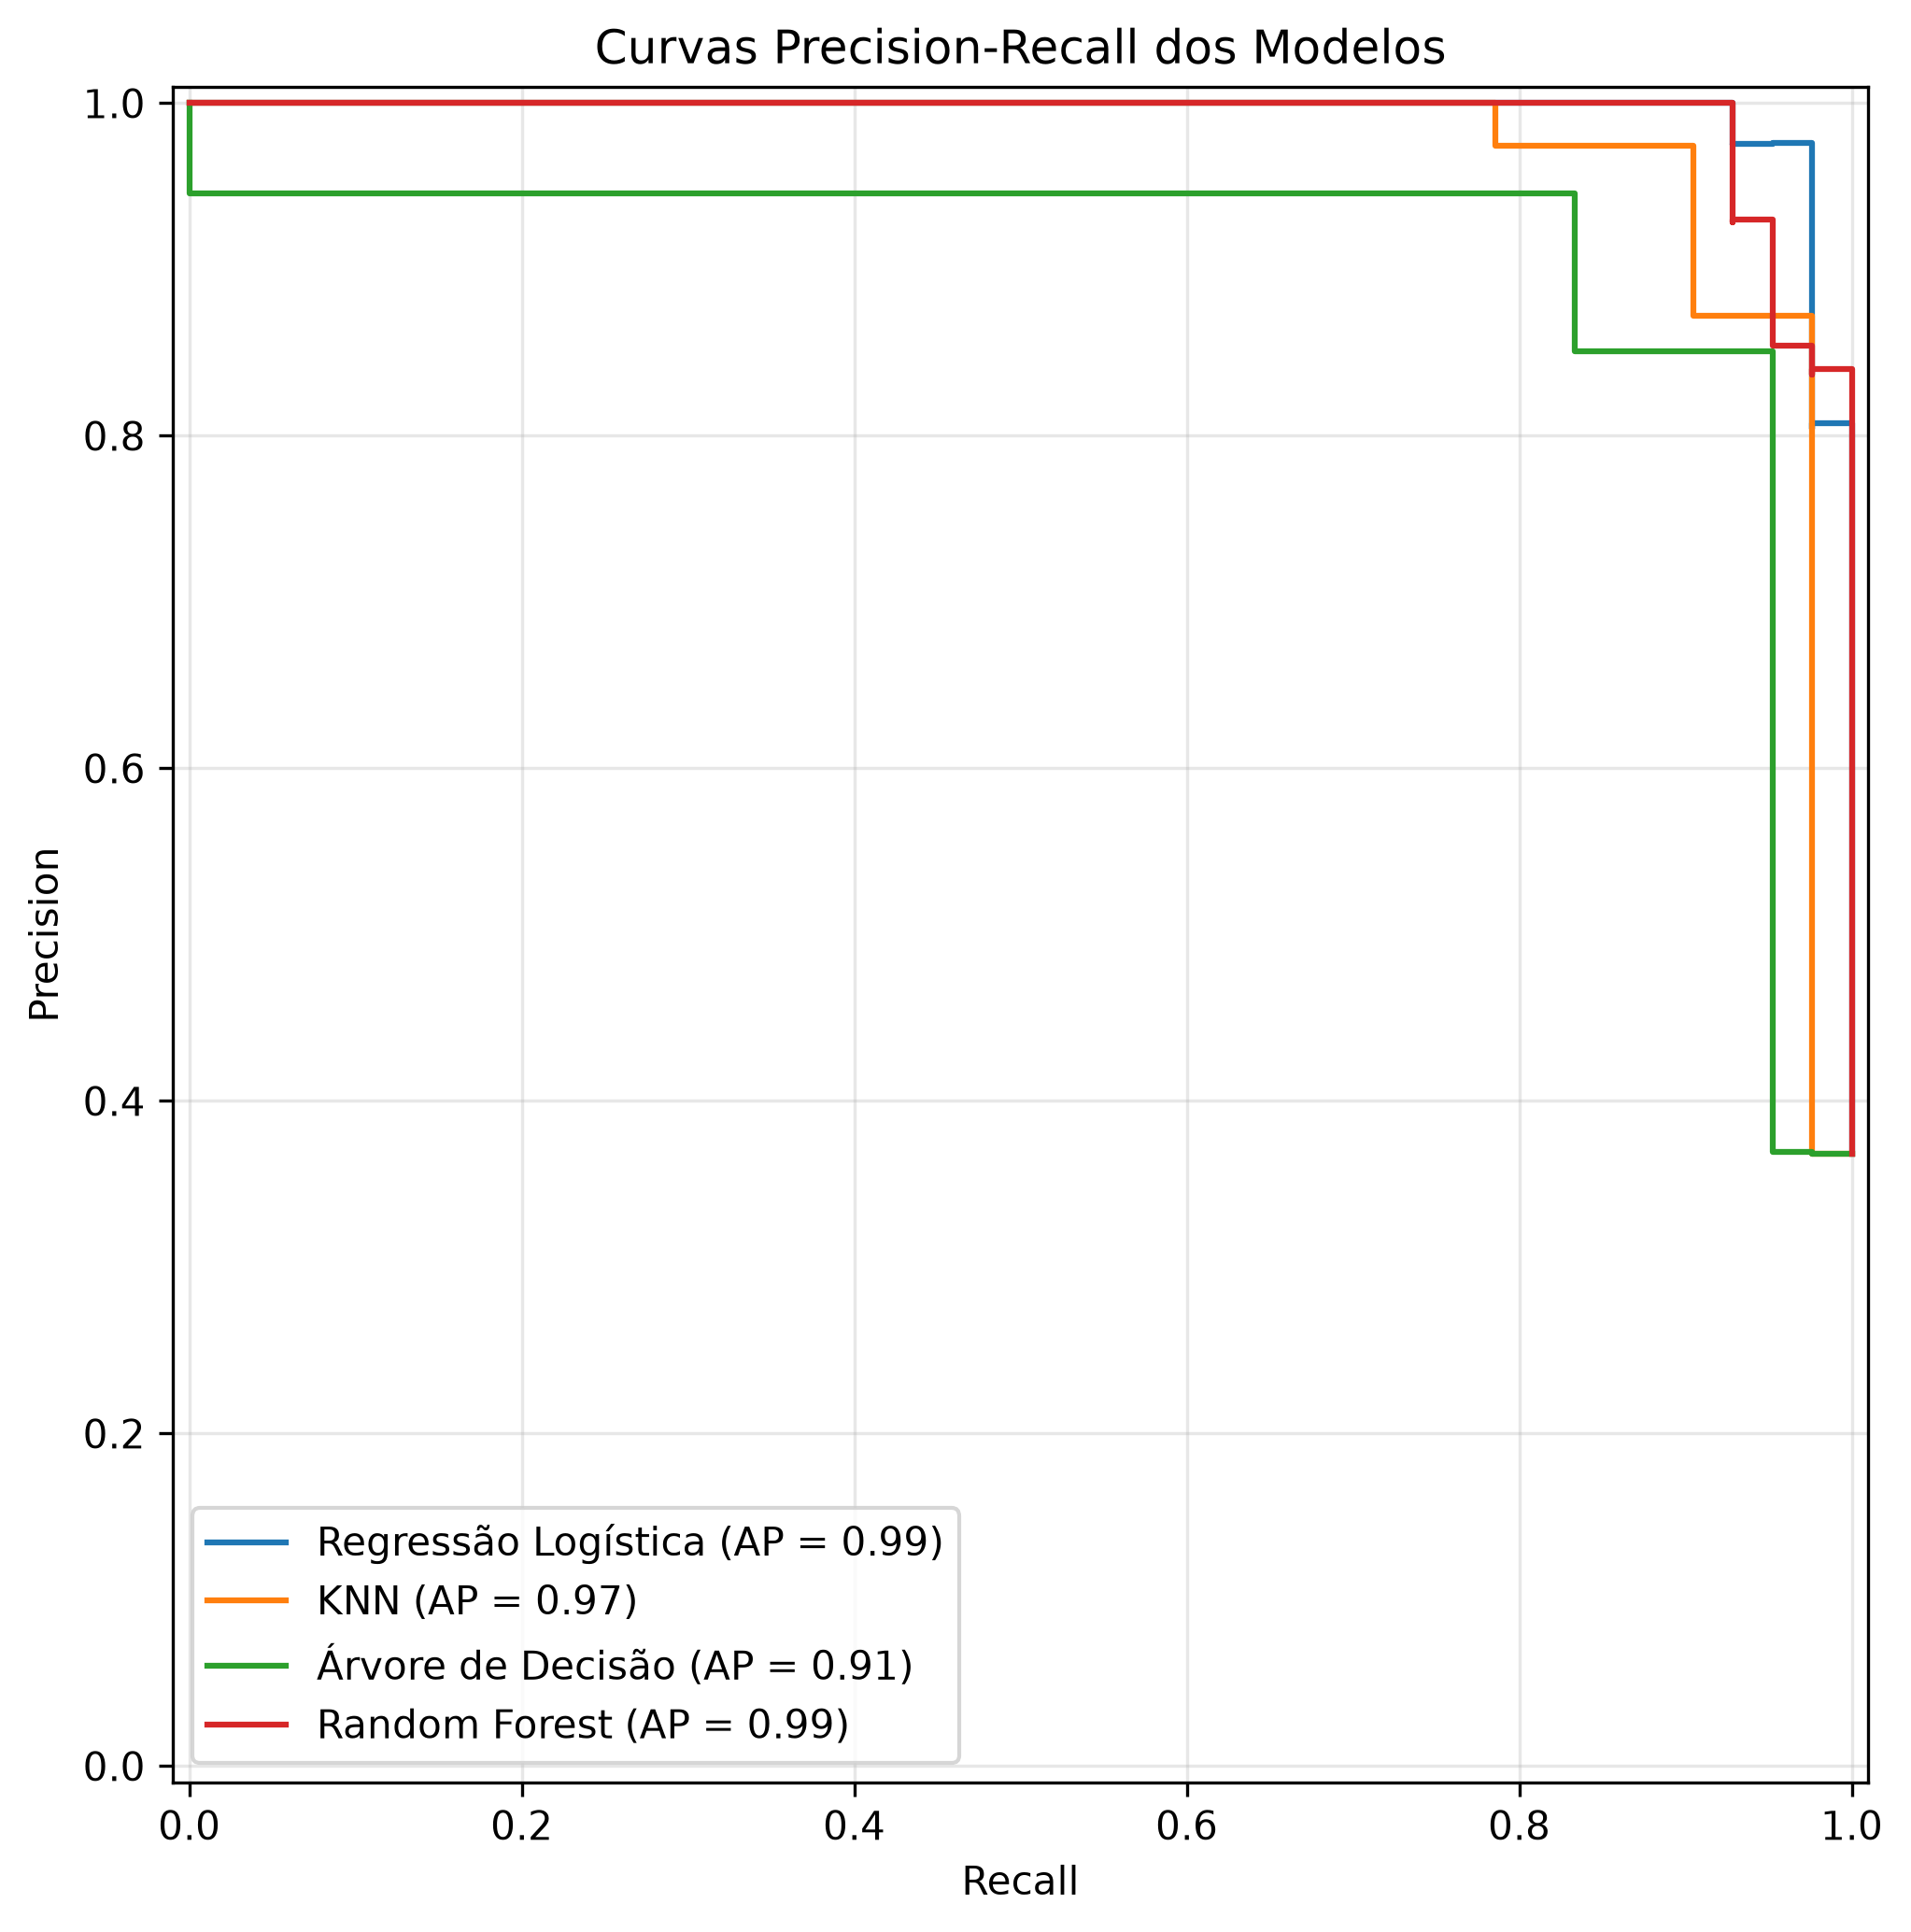 Curvas Precision-Recall dos Modelos
1.0
0.8
0.6
0.4
0.2
0.0
Precision
Regressão Logística (AP = 0.99)
KNN (AP = 0.97)
Árvore de Decisão (AP = 0.91)
Random Forest (AP = 0.99)
0.0 0.2 0.4 0.6 0.8 1.0
Recall